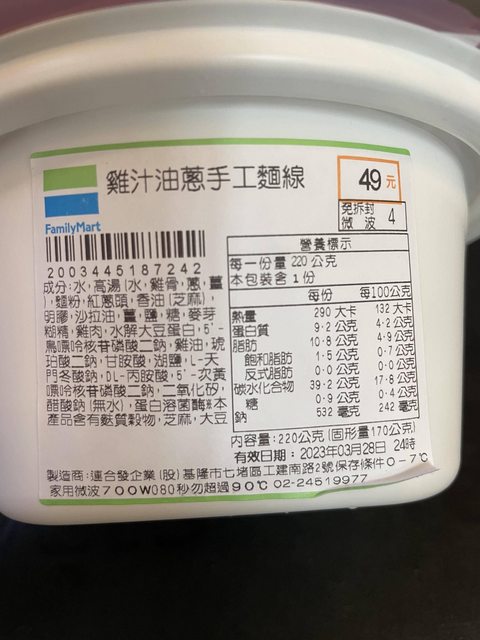 雞汁油蔥手工麵線
49元
FamilyMart
免拆封
微波 4
2003445187242
成分:水,高湯(水,雞骨,蔥,薑
),麵粉,紅蔥頭,香油(芝麻),
明膠,沙拉油,薑,鹽,糖,麥芽
糊精,雞肉,水解大豆蛋白,5'-
鳥嘌呤核苷磷酸二鈉,雞油,琥
珀酸二鈉,甘胺酸,湖鹽,L-天
門冬酸鈉,DL-丙胺酸,5'-次黃
嘌呤核苷磷酸二鈉,二氧化矽,
醋酸鈉(無水),蛋白溶菌酶※本
產品含有麩質穀物,芝麻,大豆
營養標示
每一份量 220 公克
本包裝含 1 份
每份 每100公克
熱量 290 大卡 132 大卡
蛋白質 9.2 公克 4.2 公克
脂肪 10.8 公克 4.9 公克
飽和脂肪 1.5 公克 0.7 公克
反式脂肪 0.0 公克 0.0 公克
碳水化合物 39.2 公克 17.8 公克
糖 0.9 公克 0.4 公克
鈉 532 毫克 242 毫克
內容量:220公克(固形量170公克)
有效日期:2023年03月28日 24時
製造商:連合發企業(股)基隆市七堵區工建南路2號保存條件0-7℃
家用微波700W080秒勿超過90℃ 02-24519977